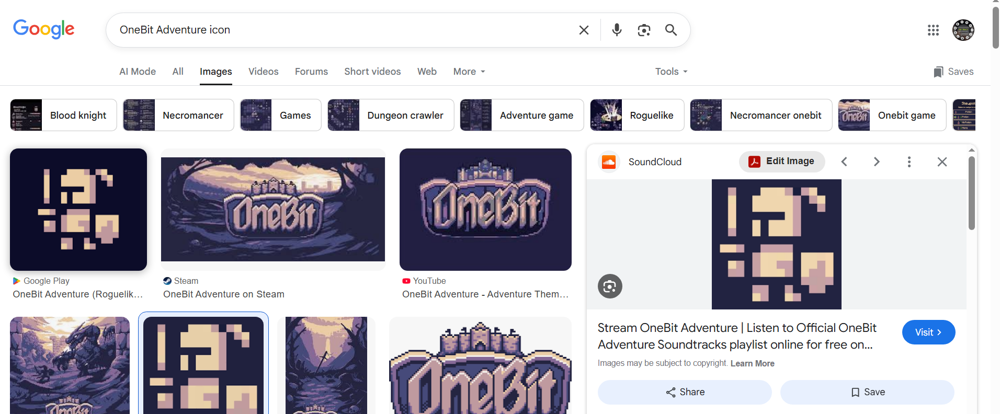 Google
OneBit Adventure icon
AI Mode
All
Images
Videos
Forums
Short videos
Web
More
Tools
Saves
Blood knight
Necromancer
Games
Dungeon crawler
Adventure game
Roguelike
Necromancer onebit
Onebit game
OneBit
OneBit
Google Play
OneBit Adventure (Roguelik...
Steam
OneBit Adventure on Steam
YouTube
OneBit Adventure - Adventure Them...
OneBit
SoundCloud
Edit Image
Stream OneBit Adventure | Listen to Official OneBit
Adventure Soundtracks playlist online for free on...
Visit
Images may be subject to copyright. Learn More
Share
Save